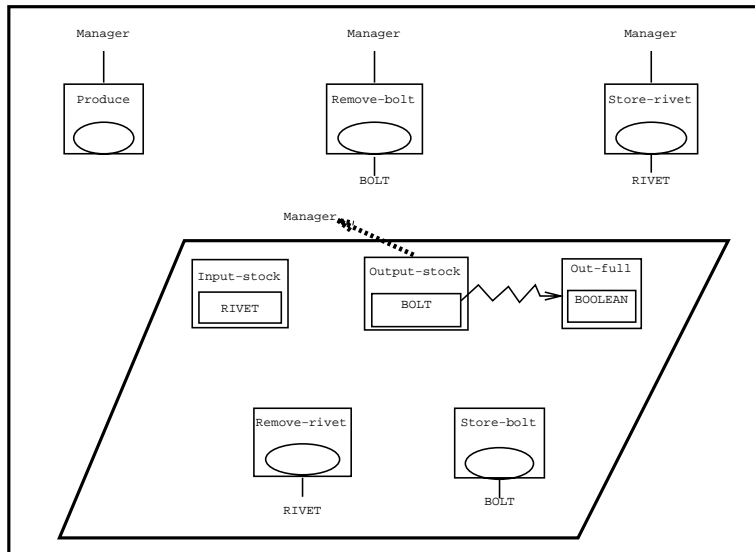 Manager
Manager
Manager
Produce
Remove-bolt
Store-rivet
BOLT
RIVET
Manager
Input-stock
Output-stock
Out-full
RIVET
BOLT
BOOLEAN
Remove-rivet
Store-bolt
RIVET
BOLT